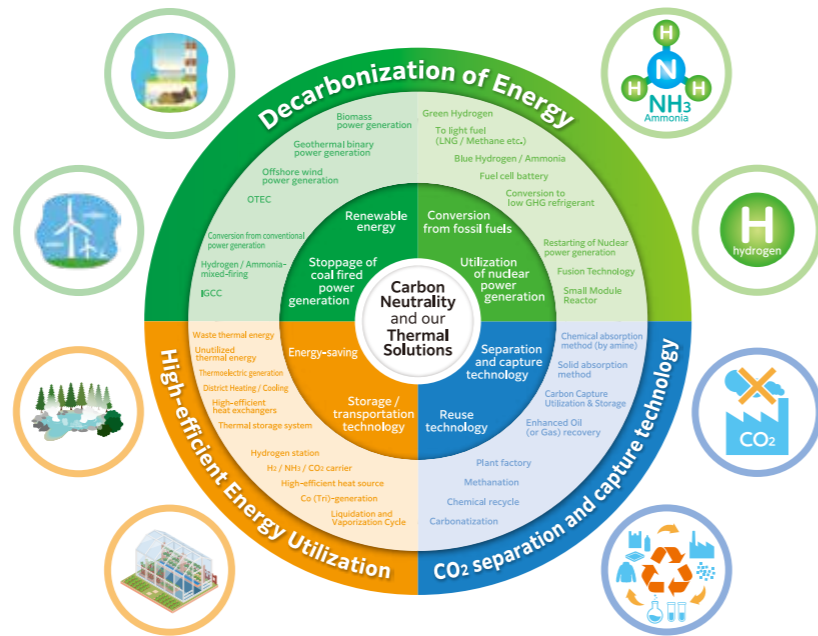 Decarbonization of Energy
Biomass
power generation
Geothermal binary
power generation
Offshore wind
power generation
OTEC
Conversion from conventional
power generation
Hydrogen / Ammonia-
mixed-firing
IGCC
Green Hydrogen
To light fuel
(LNG / Methane etc.)
Blue Hydrogen / Ammonia
Fuel cell battery
Conversion to
low GHG refrigerant
Restarting of Nuclear
power generation
Fusion Technology
Small Module
Reactor
Renewable
energy
Stoppage of
coal fired
power
generation
Conversion
from fossil fuels
Utilization
of nuclear
power
generation
Carbon
Neutrality
and our
Thermal
Solutions
Energy-saving
Storage /
transportation
technology
Separation
and capture
technology
Reuse
technology
Waste thermal energy
Unutilized
thermal energy
Thermoelectric generation
District Heating / Cooling
High-efficient
heat exchangers
Thermal storage system
Hydrogen station
H2 / NH3 / CO2 carrier
High-efficient heat source
Co (Tri)-generation
Liquidation and
Vaporization Cycle
Chemical absorption
method (by amine)
Solid absorption
method
Carbon Capture
Utilization & Storage
Enhanced Oil
(or Gas) recovery
Plant factory
Methanation
Chemical recycle
Carbonatization
High-efficient Energy Utilization
CO2 separation and capture technology
H
N
H
H
NH3
Ammonia
H
hydrogen
CO2